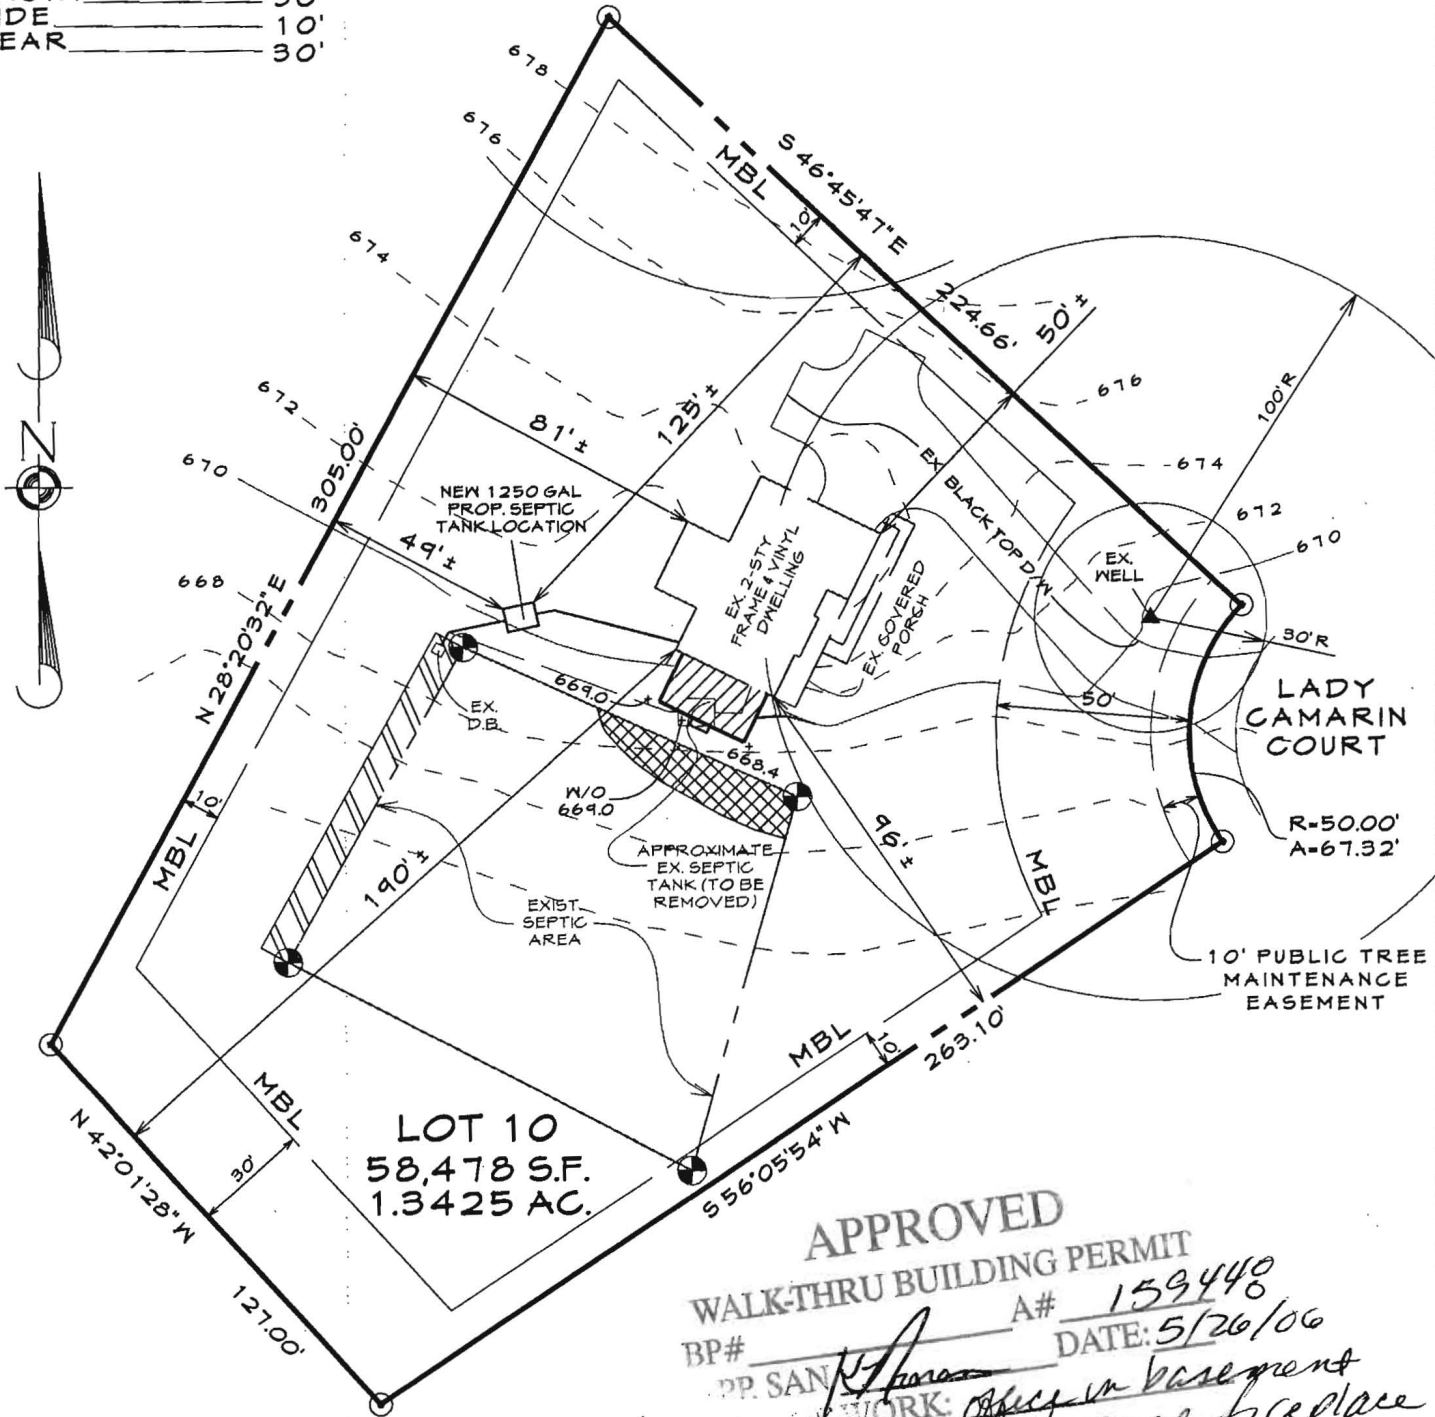 10'
30'
678
676
674
672
670
668
N
S 46°45'47" E
224.66'
MBL
10'
50'±
125'±
81'±
49'±
305.00'
N 28°20'32" E
NEW 1250 GAL
PROP. SEPTIC
TANK LOCATION
EX. 2-STY
FRAME & VINYL
DWELLING
EX. COVERED
PORCH
EX. BLACKTOP D/W
EX.
WELL
100'R
676
674
672
670
30'R
50'
LADY
CAMARIN
COURT
R=50.00'
A=67.32'
EX.
D.B.
669.0
668.4
W/O
669.0
APPROXIMATE
EX. SEPTIC
TANK (TO BE
REMOVED)
EXIST
SEPTIC
AREA
190'±
96'±
MBL
10'
MBL
10' PUBLIC TREE
MAINTENANCE
EASEMENT
MBL
10'
263.10'
S 56°05'54" W
MBL
30'
N 42°01'28" W
127.00'
LOT 10
58,478 S.F.
1.3425 AC.
APPROVED
WALK-THRU BUILDING PERMIT
BP# A# 159448
SAN DATE: 5/26/06
WORK: office in basement
fireplace